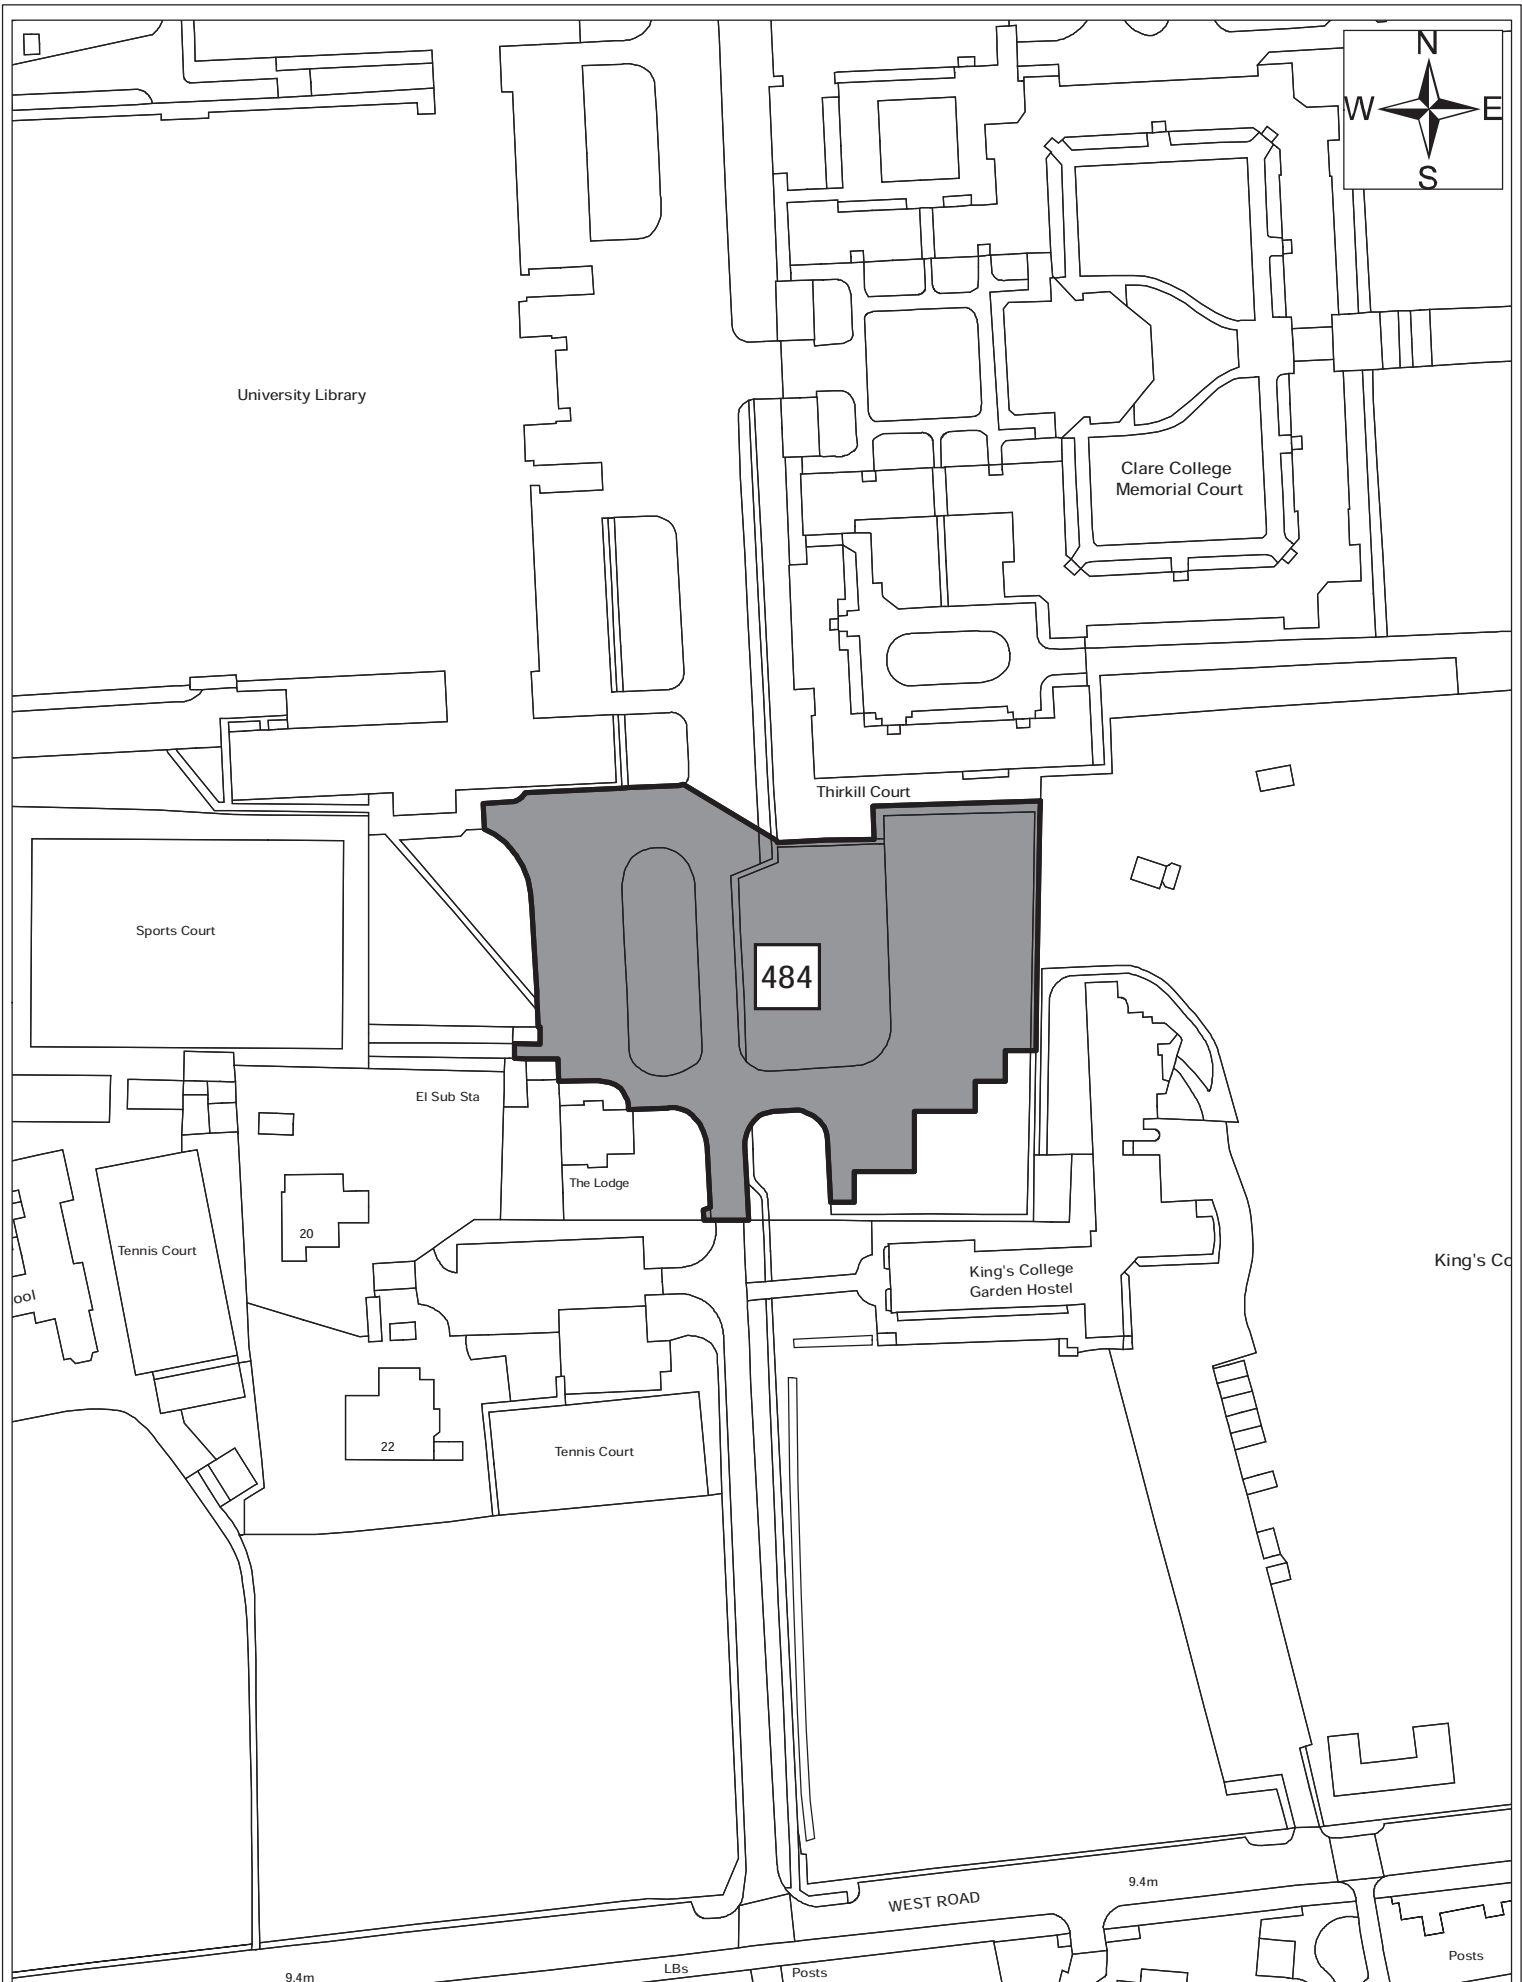 N
W E
S
University Library
Clare College
Memorial Court
Thirkill Court
Sports Court
484
El Sub Sta
The Lodge
20
Tennis Court
King's Co
King's College
Garden Hostel
ool
22
Tennis Court
WEST ROAD
9.4m
Posts
LBs
Posts
9.4m